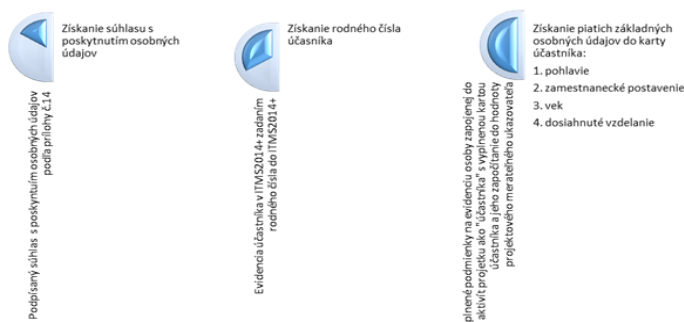 Získanie súhlasu s
poskytnutím osobných
údajov
Podpísaný súhlas s poskyntuím osobných údajov
podľa prílohy č.14
Získanie rodného čísla
účasníka
Evidencia účastníka v ITMS2014+ zadaním
rodného čísla do ITMS2014+
Získanie piatich základných
osobných údajov do karty
účastníka:
1. pohlavie
2. zamestnanecké postavenie
3. vek
4. dosiahnuté vzdelanie
plnené podmienky na evidenciu osoby zapojenej do
aktivít projetku ako "účastníka" s vyplnenou kartou
účastníka a jeho započítanie do hodnoty
projektového merateľného ukazovateľa